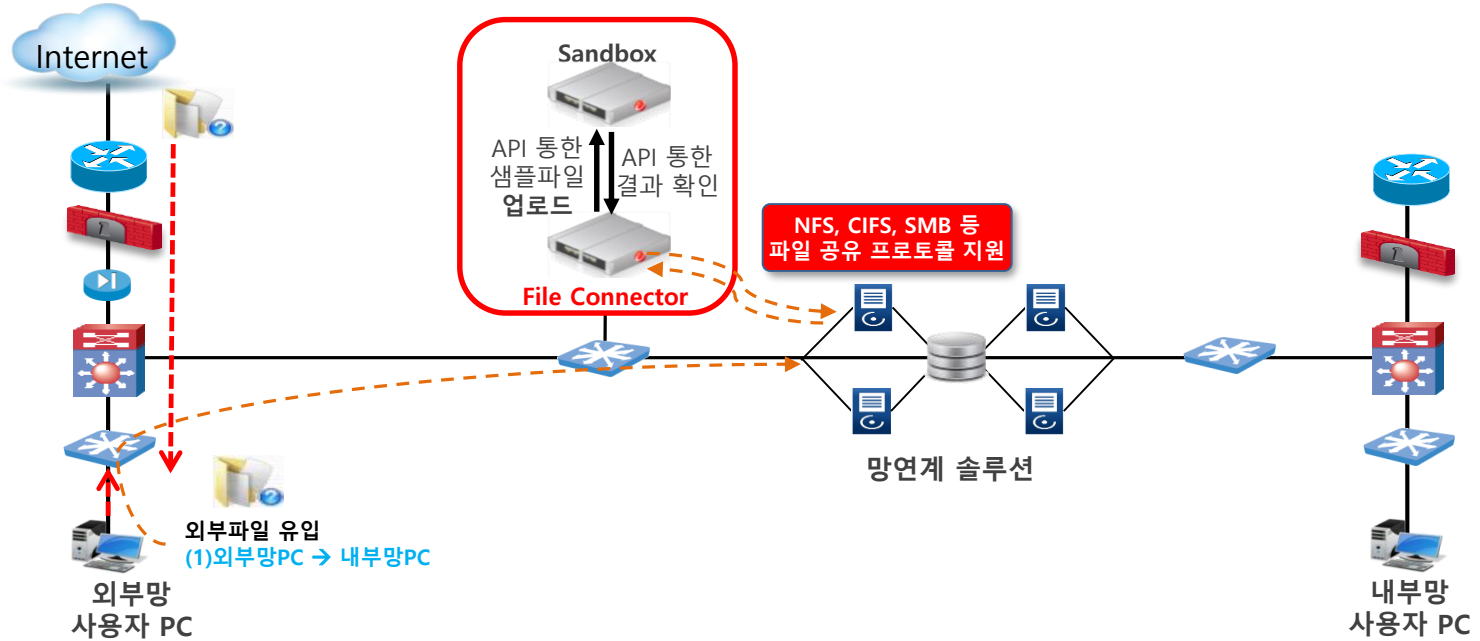 Internet
Sandbox
API 통한
샘플파일
업로드
API 통한
결과 확인
File Connector
NFS, CIFS, SMB 등
파일 공유 프로토콜 지원
망연계 솔루션
외부파일 유입
(1)외부망PC → 내부망PC
외부망
사용자 PC
내부망
사용자 PC